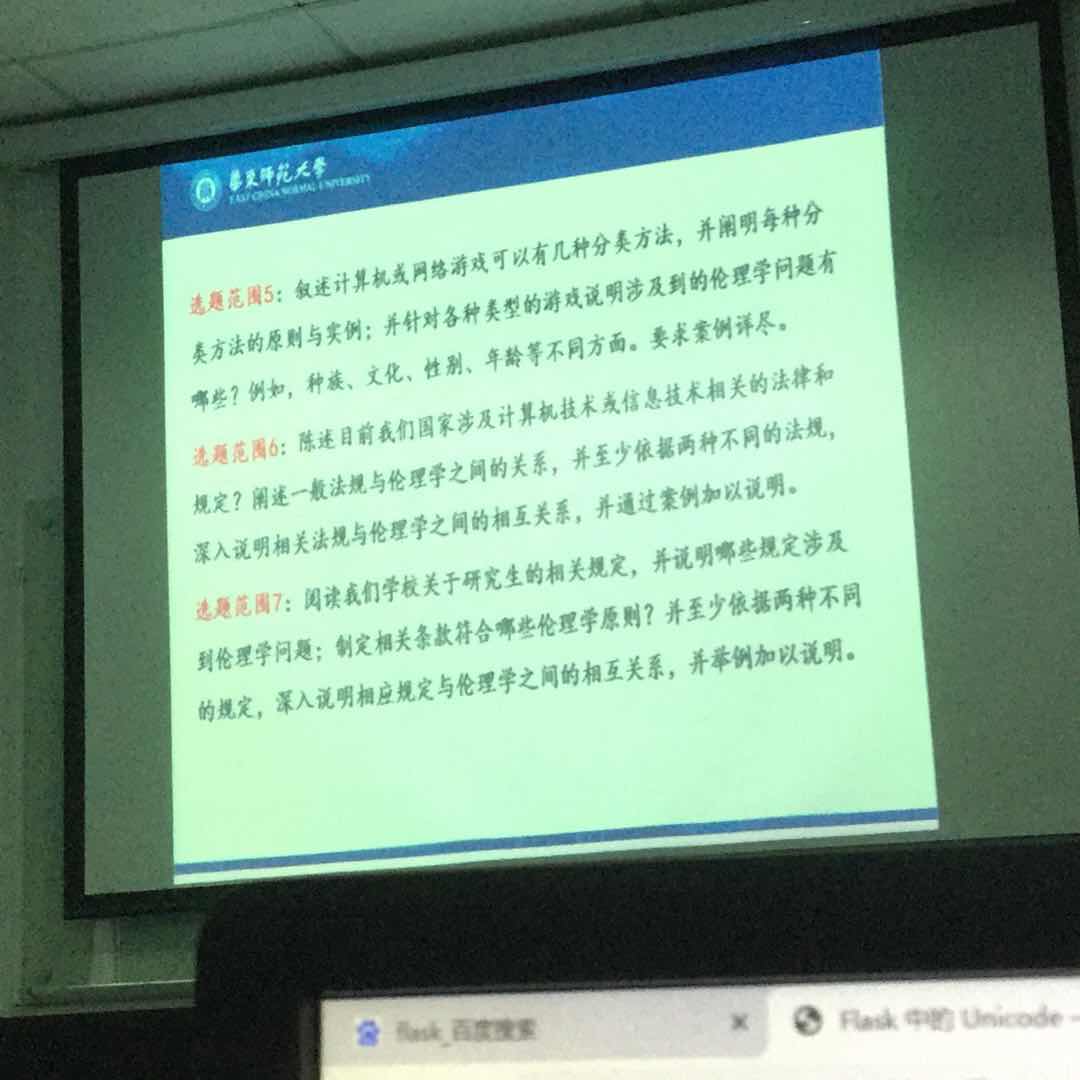 華東師范大學
EAST CHINA NORMAL UNIVERSITY
选题范围5：叙述计算机或网络游戏可以有几种分类方法，并阐明每种分
类方法的原则与实例；并针对各种类型的游戏说明涉及到的伦理学问题有
哪些？例如，种族、文化、性别、年龄等不同方面。要求案例详尽。
选题范围6：陈述目前我们国家涉及计算机技术或信息技术相关的法律和
规定？阐述一般法规与伦理学之间的关系，并至少依据两种不同的法规，
深入说明相关法规与伦理学之间的相互关系，并通过案例加以说明。
选题范围7：阅读我们学校关于研究生的相关规定，并说明哪些规定涉及
到伦理学问题；制定相关条款符合哪些伦理学原则？并至少依据两种不同
的规定，深入说明相应规定与伦理学之间的相互关系，并举例加以说明。
flask_百度搜索 × Flask 中的 Unicode -